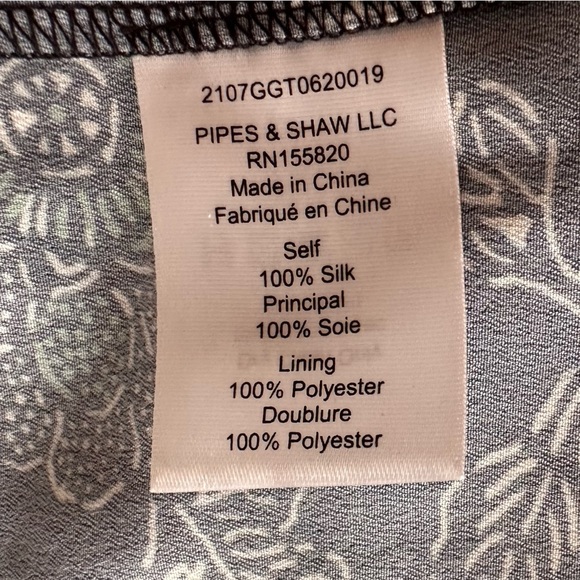 2107GGT0620019
PIPES & SHAW LLC
RN155820
Made in China
Fabriqué en Chine
Self
100% Silk
Principal
100% Soie
Lining
100% Polyester
Doublure
100% Polyester